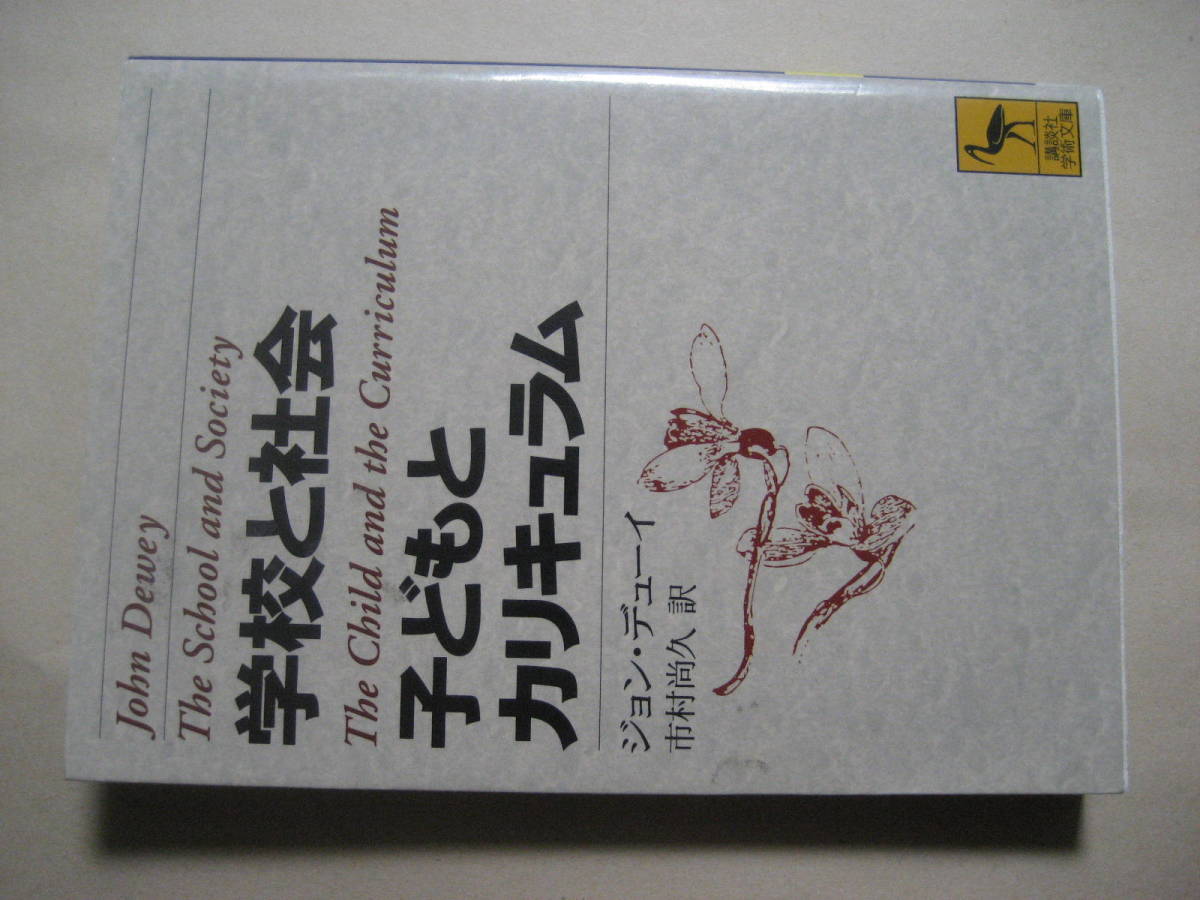 John Dewey
The School and Society
学校と社会
The Child and the Curriculum
子どもと
カリキュラム
ジョン・デューイ
市村尚久 訳
講談社
学術文庫